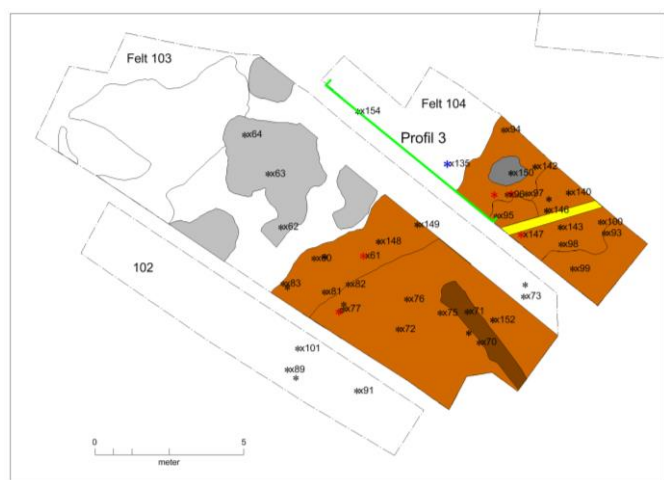 Felt 103
Felt 104
Profil 3
102
x154
x94
x135
x150
x142
x96
x97
x140
x146
x95
x147
x143
x98
x93
x99
x64
x63
x62
x149
x148
x61
x83
x81
x82
x77
x76
x72
x75
x71
x152
x70
x73
x101
x89
x91
0
5
meter